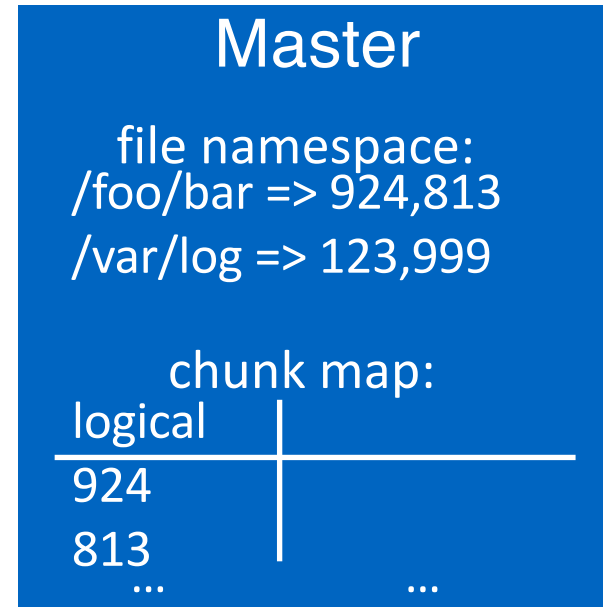 Master
file namespace:
/foo/bar => 924,813
/var/log => 123,999
chunk map:
logical
924
813
... ...